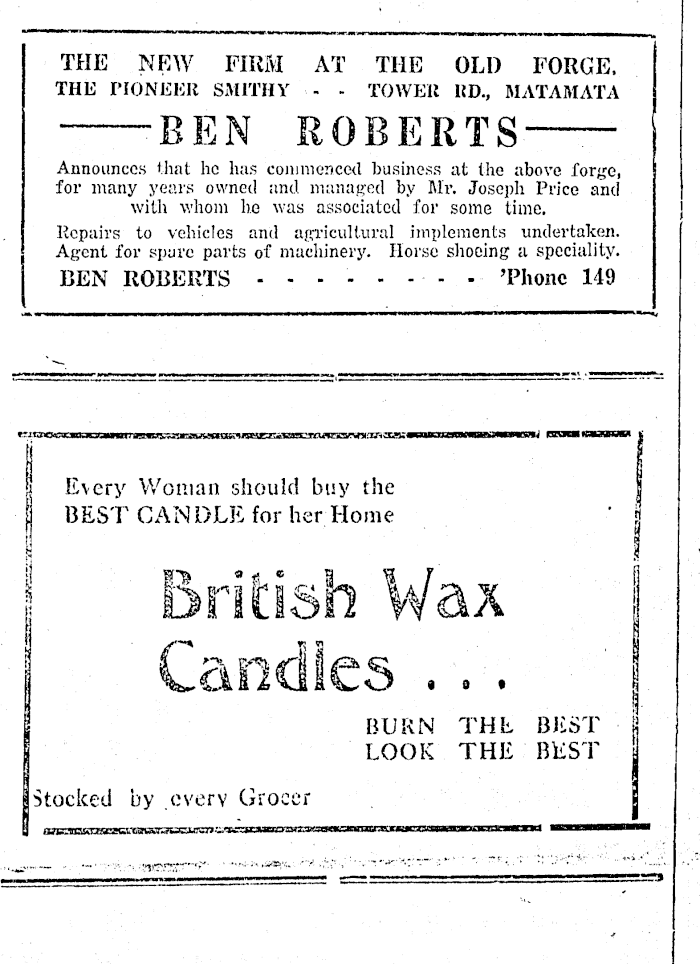 THE NEW FIRM AT THE OLD FORGE.
THE PIONEER SMITHY - - TOWER RD., MATAMATA
BEN ROBERTS
Announces that he has commenced business at the above forge,
for many years owned and managed by Mr. Joseph Price and
with whom he was associated for some time.
Repairs to vehicles and agricultural implements undertaken.
Agent for spare parts of machinery. Horse shoeing a speciality.
BEN ROBERTS - - - - - - - - 'Phone 149
Every Woman should buy the
BEST CANDLE for her Home
British Wax
Candles . . .
BURN THE BEST
LOOK THE BEST
Stocked by every Grocer